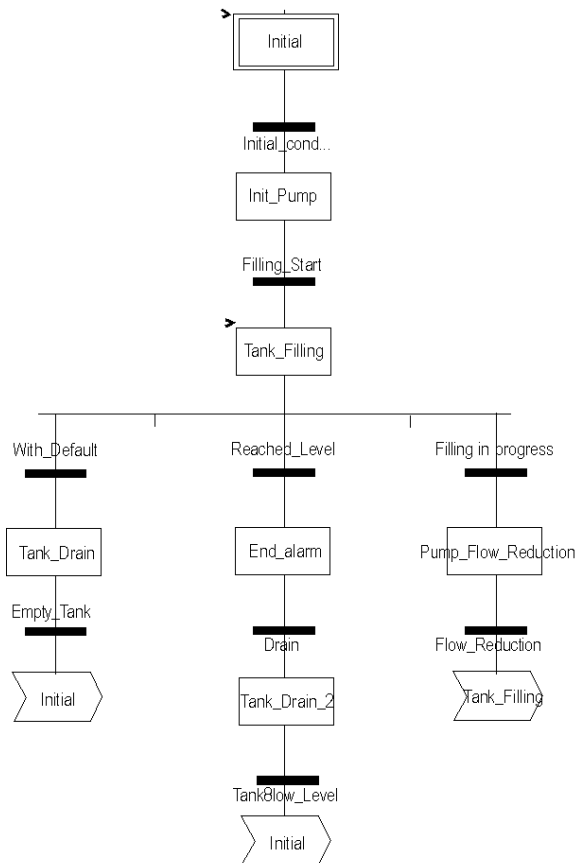 Initial
Initial_cond...
Init_Pump
Filling_Start
Tank_Filling
With_Default
Reached_Level
Filling in progress
Tank_Drain
End_alarm
Pump_Flow_Reduction
Empty_Tank
Drain
Flow_Reduction
Initial
Tank_Drain_2
Tank_Filling
Tank8low_Level
Initial